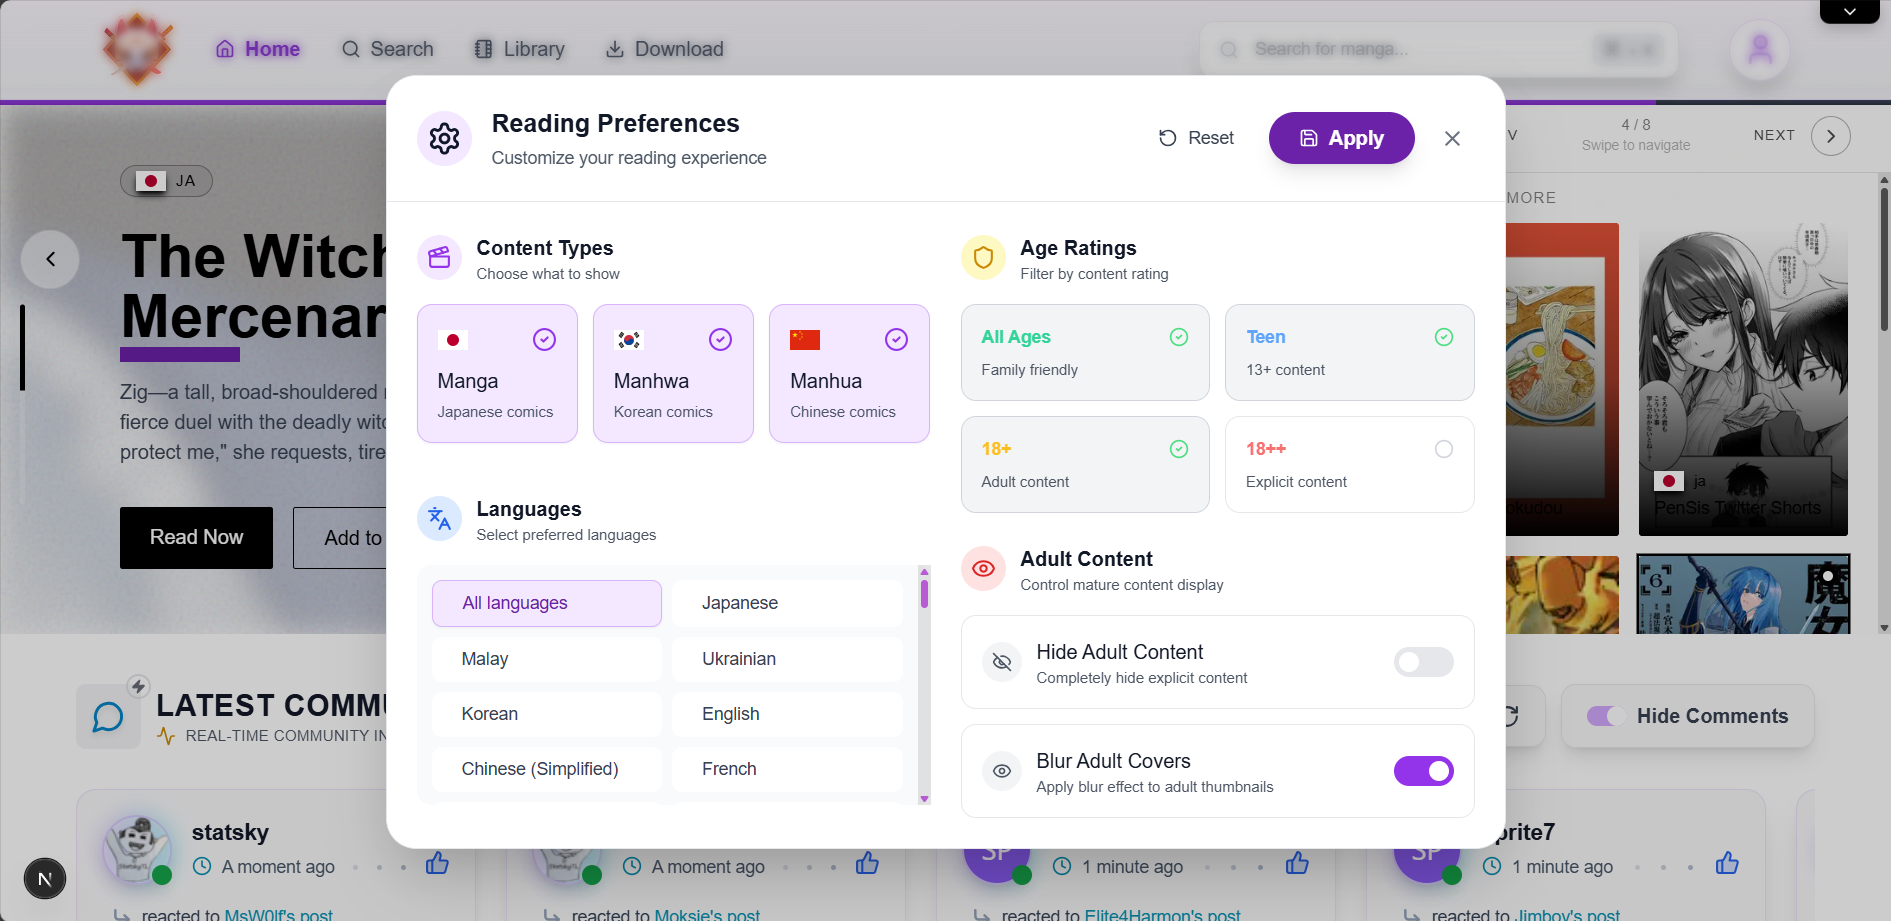 Home
Search
Library
Download
Search for manga...
Reading Preferences
Customize your reading experience
Reset
Apply
4 / 8
Swipe to navigate
NEXT
V
JA
The Witch
Mercenar
Zig—a tall, broad-shouldered
fierce duel with the deadly witc
protect me," she requests, tire
Read Now
Add to
MORE
Content Types
Choose what to show
Manga
Japanese comics
Manhwa
Korean comics
Manhua
Chinese comics
Languages
Select preferred languages
All languages
Japanese
Malay
Ukrainian
Korean
English
Chinese (Simplified)
French
Age Ratings
Filter by content rating
All Ages
Family friendly
Teen
13+ content
18+
Adult content
18++
Explicit content
Adult Content
Control mature content display
Hide Adult Content
Completely hide explicit content
Blur Adult Covers
Apply blur effect to adult thumbnails
okudou
ja
PenSis Twitter Shorts
6
LATEST COMMU
REAL-TIME COMMUNITY IN
Hide Comments
statsky
A moment ago
reacted to MsW0lf's post
A moment ago
reacted to Moksie's post
SP
1 minute ago
reacted to Elite4Harmon's post
SP
prite7
1 minute ago
reacted to Jimboy's post
N